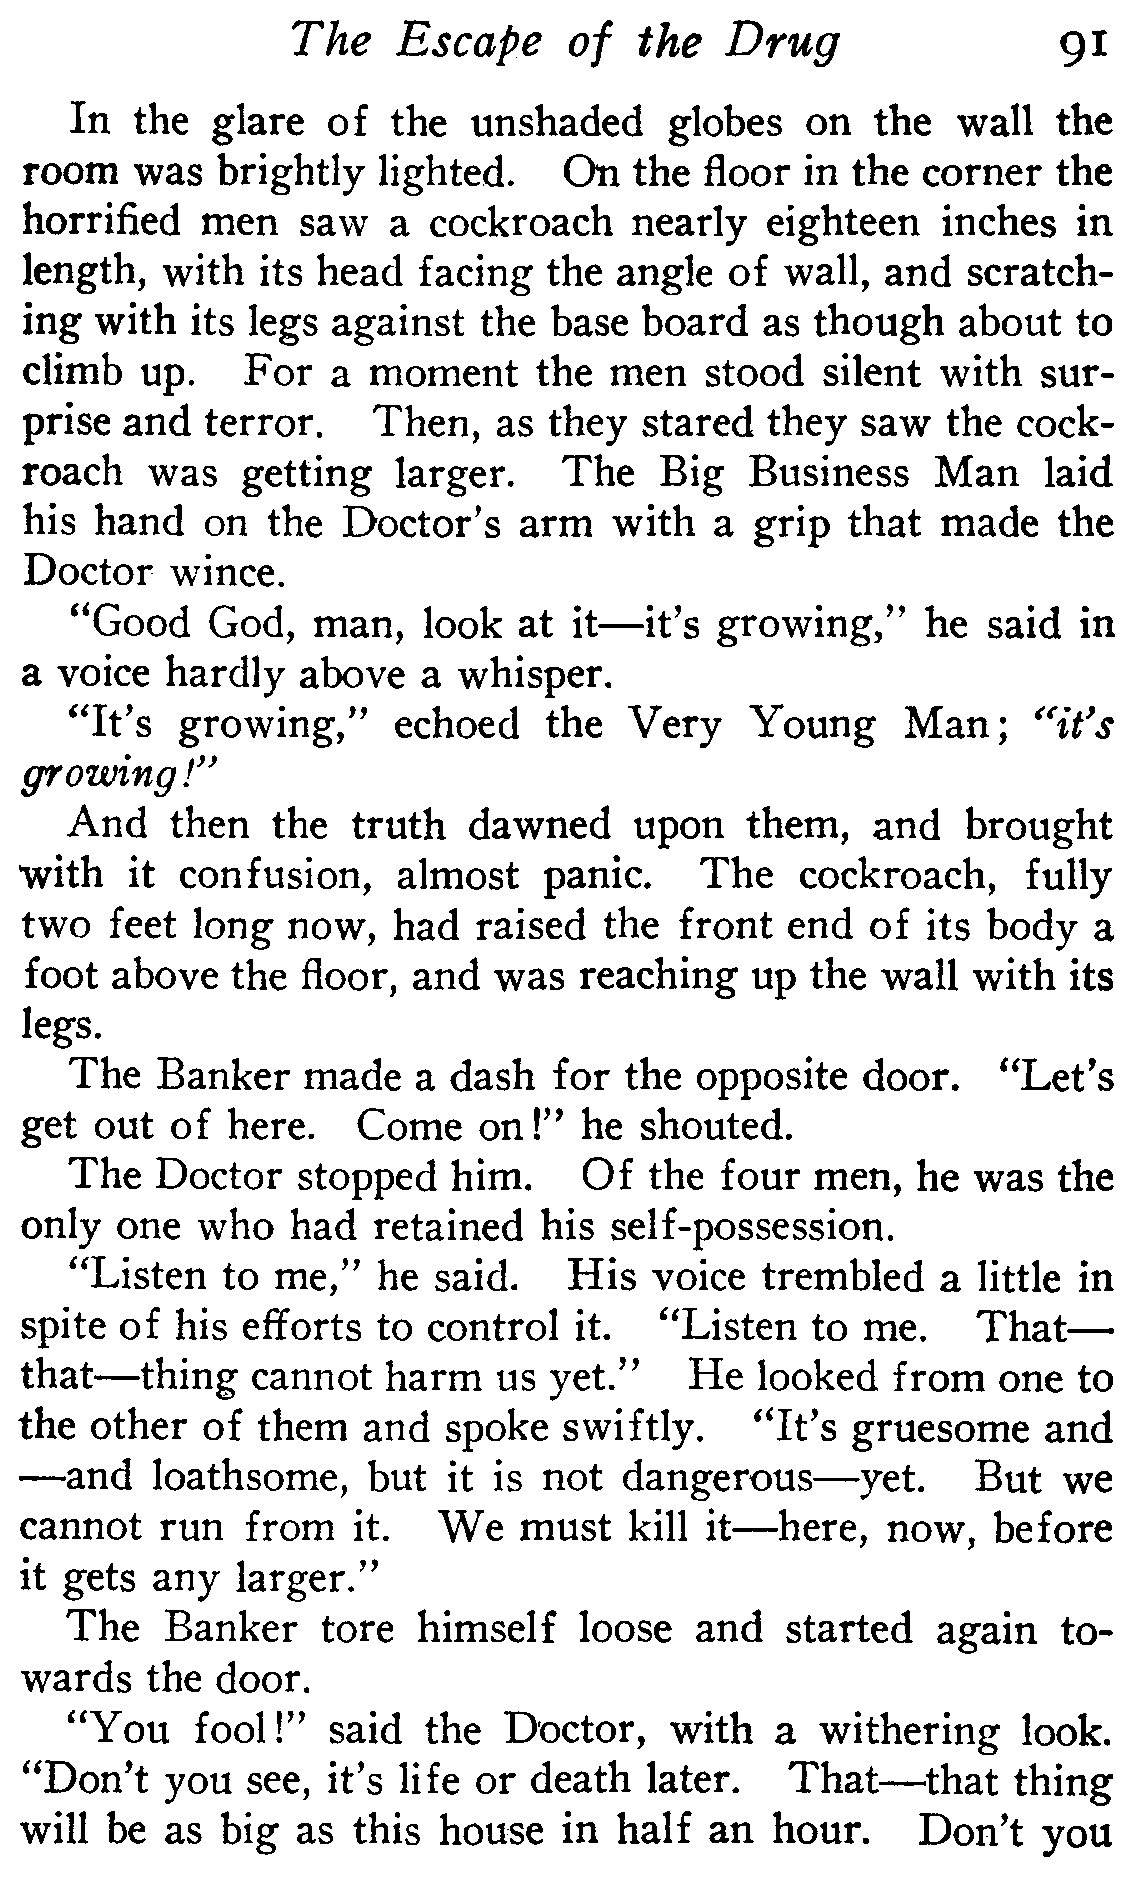 The Escape of the Drug 91
In the glare of the unshaded globes on the wall the
room was brightly lighted. On the floor in the corner the
horrified men saw a cockroach nearly eighteen inches in
length, with its head facing the angle of wall, and scratch-
ing with its legs against the base board as though about to
climb up. For a moment the men stood silent with sur-
prise and terror. Then, as they stared they saw the cock-
roach was getting larger. The Big Business Man laid
his hand on the Doctor's arm with a grip that made the
Doctor wince.
"Good God, man, look at it—it's growing," he said in
a voice hardly above a whisper.
"It's growing," echoed the Very Young Man; "it's
growing!"
And then the truth dawned upon them, and brought
with it confusion, almost panic. The cockroach, fully
two feet long now, had raised the front end of its body a
foot above the floor, and was reaching up the wall with its
legs.
The Banker made a dash for the opposite door. "Let's
get out of here. Come on!" he shouted.
The Doctor stopped him. Of the four men, he was the
only one who had retained his self-possession.
"Listen to me," he said. His voice trembled a little in
spite of his efforts to control it. "Listen to me. That—
that—thing cannot harm us yet." He looked from one to
the other of them and spoke swiftly. "It's gruesome and
—and loathsome, but it is not dangerous—yet. But we
cannot run from it. We must kill it—here, now, before
it gets any larger."
The Banker tore himself loose and started again to-
wards the door.
"You fool!" said the Doctor, with a withering look.
"Don't you see, it's life or death later. That—that thing
will be as big as this house in half an hour. Don't you